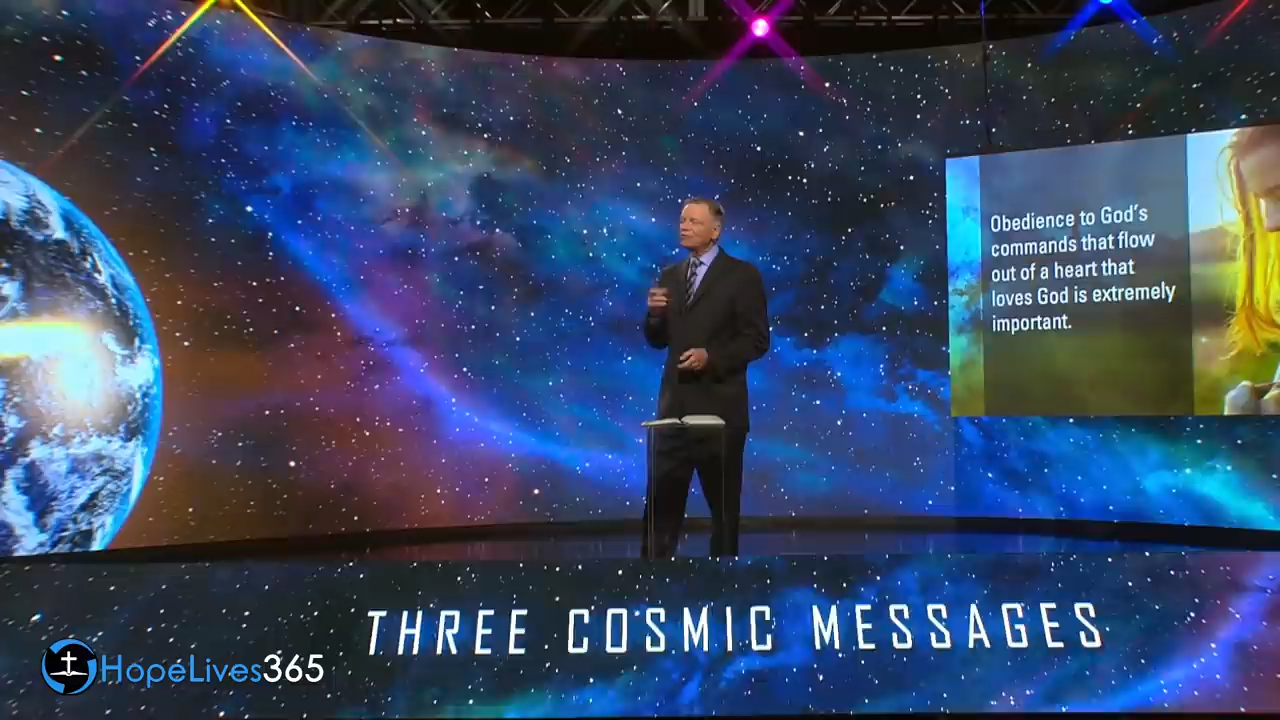 Obedience to God's
commands that flow
out of a heart that
loves God is extremely
important.
THREE COSMIC MESSAGES
HopeLives365